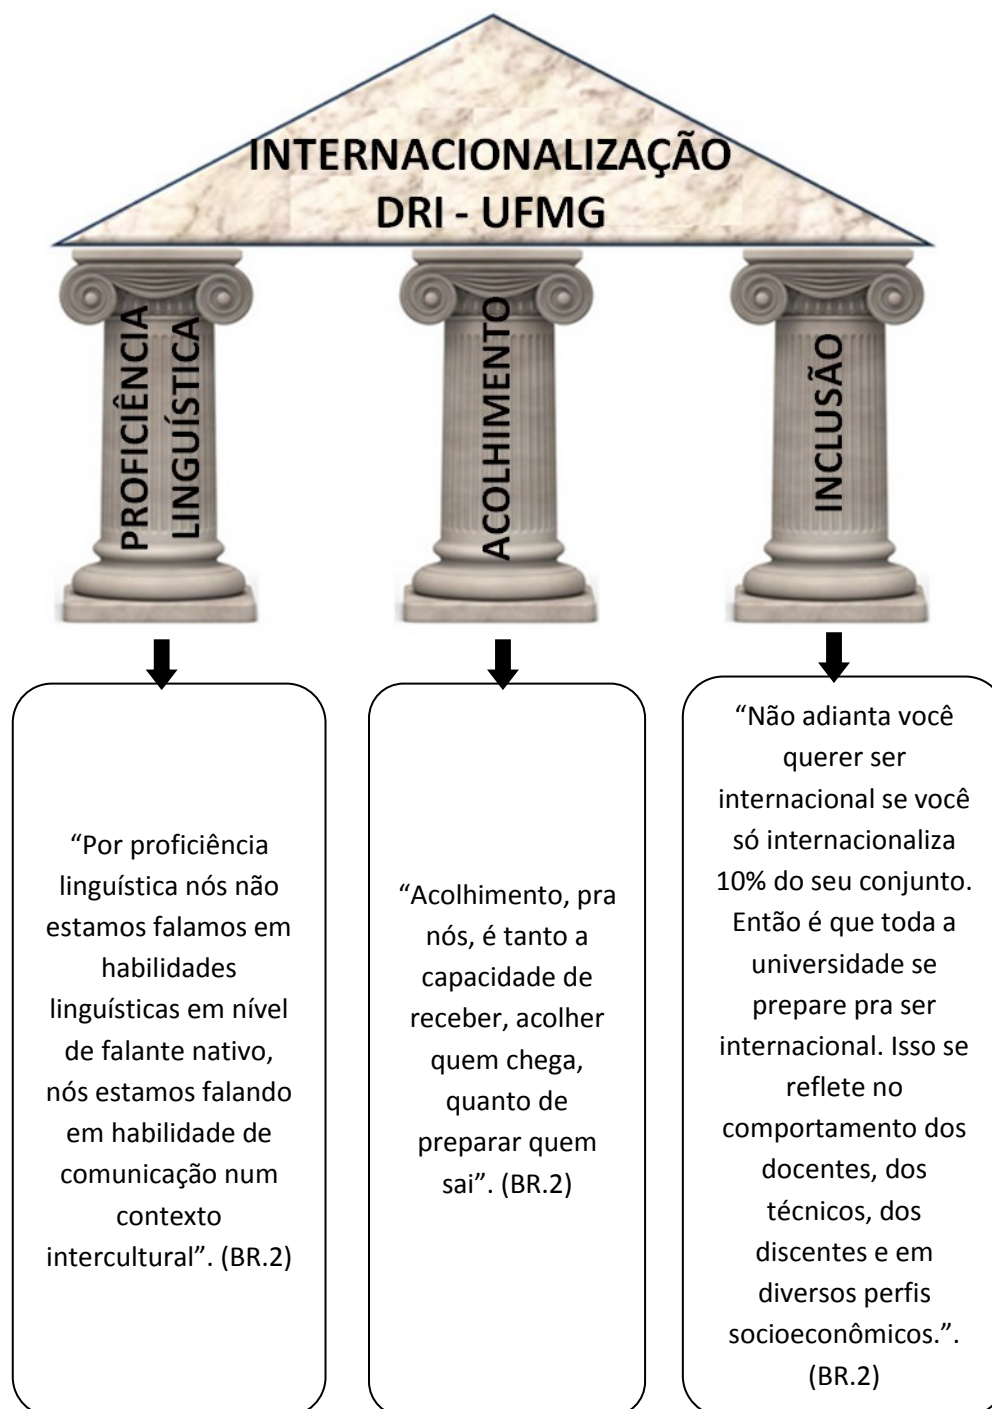 INTERNACIONALIZAÇÃO
DRI - UFMG
PROFICIÊNCIA
LINGUÍSTICA
ACOLHIMENTO
INCLUSÃO
“Por proficiência
linguística nós não
estamos falamos em
habilidades
linguísticas em nível
de falante nativo,
nós estamos falando
em habilidade de
comunicação num
contexto
intercultural”. (BR.2)
“Acolhimento, pra
nós, é tanto a
capacidade de
receber, acolher
quem chega,
quanto de
preparar quem
sai”. (BR.2)
“Não adianta você
querer ser
internacional se você
só internacionaliza
10% do seu conjunto.
Então é que toda a
universidade se
prepare pra ser
internacional. Isso se
reflete no
comportamento dos
docentes, dos
técnicos, dos
discentes e em
diversos perfis
socioeconômicos.”.
(BR.2)